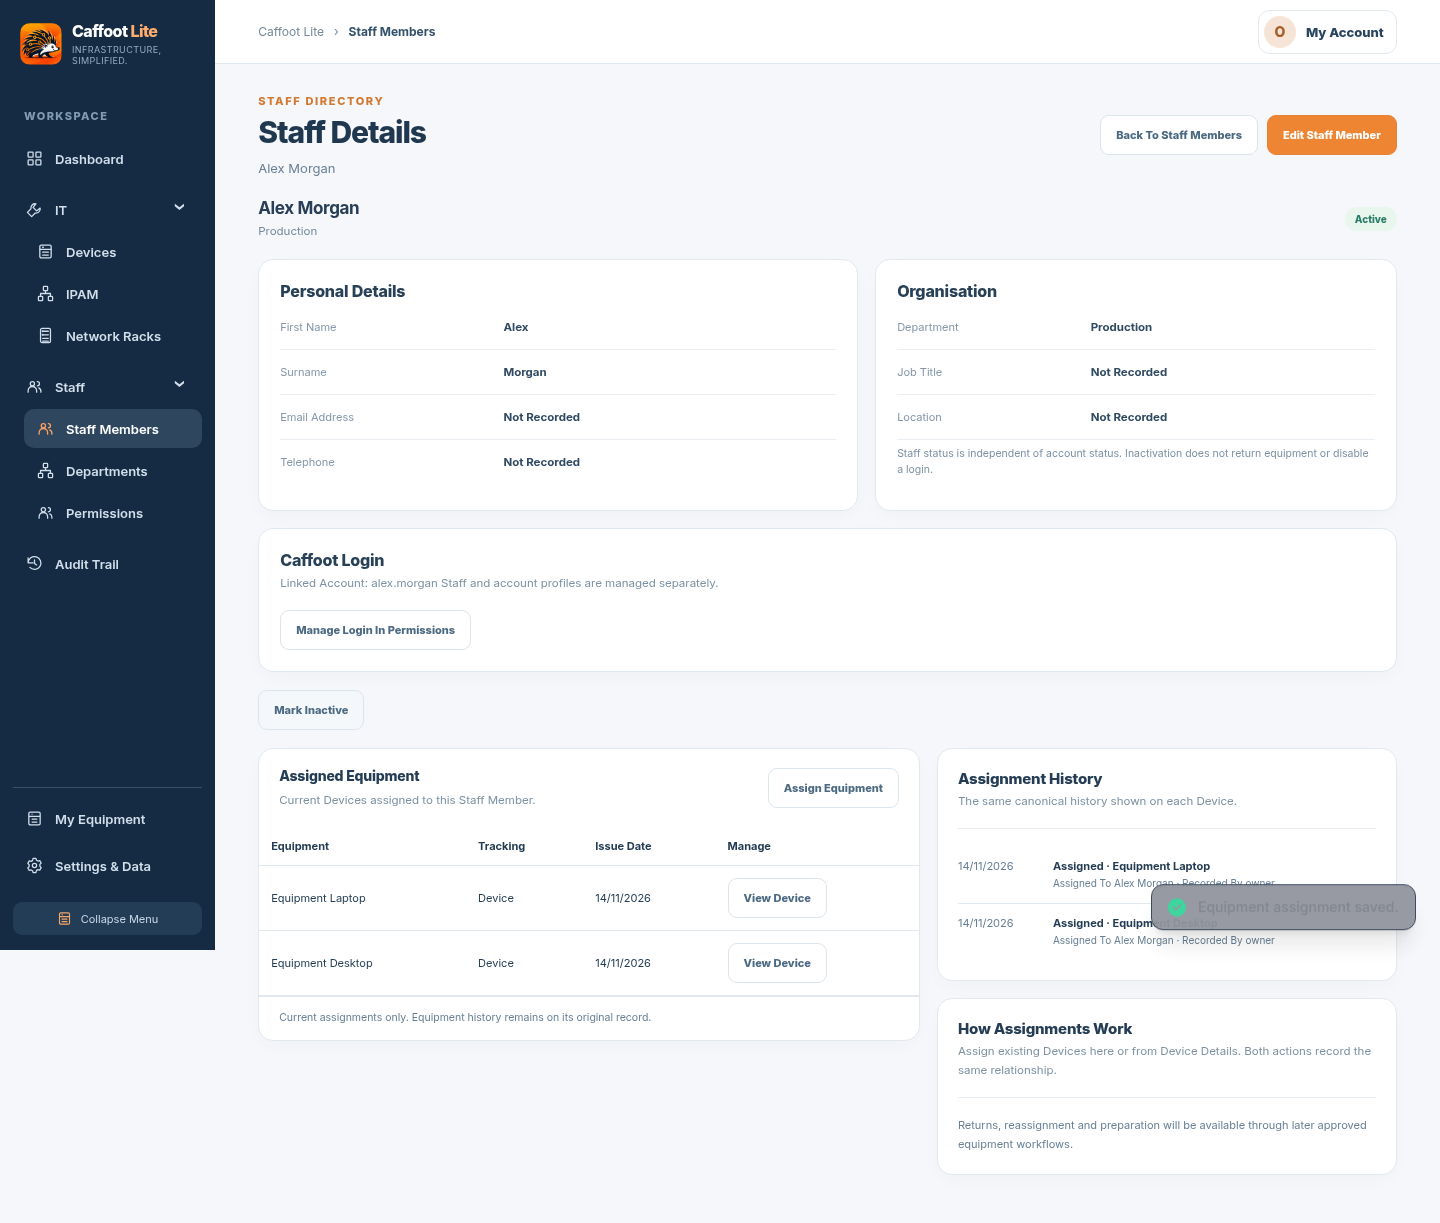 Caffoot Lite
INFRASTRUCTURE,
SIMPLIFIED.
WORKSPACE
Dashboard
IT
Devices
IPAM
Network Racks
Staff
Staff Members
Departments
Permissions
Audit Trail
My Equipment
Settings & Data
Collapse Menu
Caffoot Lite › Staff Members
O My Account
STAFF DIRECTORY
Staff Details
Alex Morgan
Back To Staff Members
Edit Staff Member
Alex Morgan
Production
Active
Personal Details
First Name Alex
Surname Morgan
Email Address Not Recorded
Telephone Not Recorded
Organisation
Department Production
Job Title Not Recorded
Location Not Recorded
Staff status is independent of account status. Inactivation does not return equipment or disable
a login.
Caffoot Login
Linked Account: alex.morgan Staff and account profiles are managed separately.
Manage Login In Permissions
Mark Inactive
Assigned Equipment
Current Devices assigned to this Staff Member.
Assign Equipment
Equipment Tracking Issue Date Manage
Equipment Laptop Device 14/11/2026 View Device
Equipment Desktop Device 14/11/2026 View Device
Current assignments only. Equipment history remains on its original record.
Assignment History
The same canonical history shown on each Device.
14/11/2026 Assigned · Equipment Laptop
Assigned To Alex Morgan · Recorded By owner
Equipment assignment saved.
14/11/2026 Assigned · Equipment Desktop
Assigned To Alex Morgan · Recorded By owner
How Assignments Work
Assign existing Devices here or from Device Details. Both actions record the
same relationship.
Returns, reassignment and preparation will be available through later approved
equipment workflows.